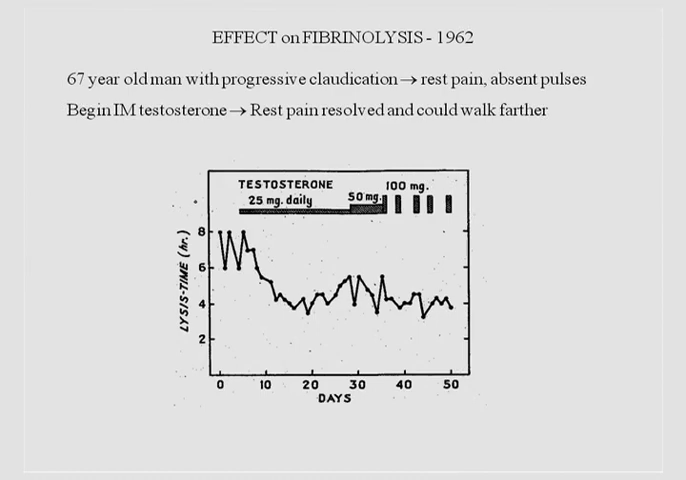 EFFECT on FIBRINOLYSIS - 1962
67 year old man with progressive claudication → rest pain, absent pulses
Begin IM testosterone → Rest pain resolved and could walk farther
TESTOSTERONE
100 mg.
25 mg. daily
50 mg.
LYSIS-TIME (hr.)
8
6
4
2
0 10 20 30 40 50
DAYS